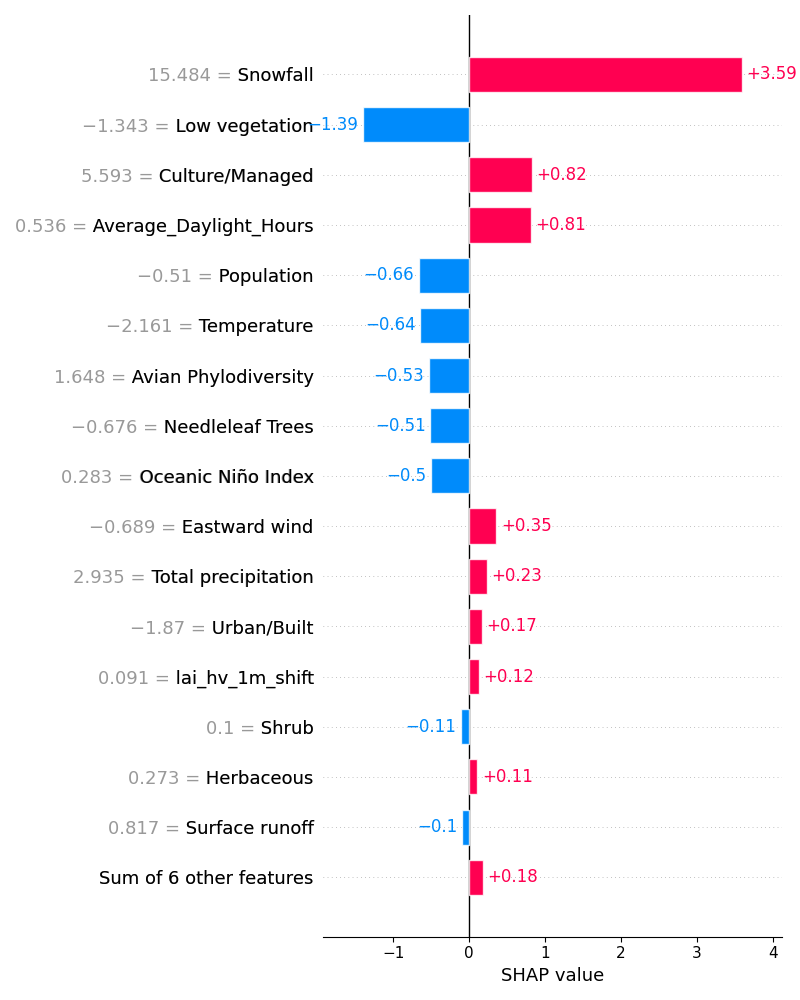 15.484 = Snowfall +3.59
−1.343 = Low vegetation −1.39
5.593 = Culture/Managed +0.82
0.536 = Average_Daylight_Hours +0.81
−0.51 = Population −0.66
−2.161 = Temperature −0.64
1.648 = Avian Phylodiversity −0.53
−0.676 = Needleleaf Trees −0.51
0.283 = Oceanic Niño Index −0.5
−0.689 = Eastward wind +0.35
2.935 = Total precipitation +0.23
−1.87 = Urban/Built +0.17
0.091 = lai_hv_1m_shift +0.12
0.1 = Shrub −0.11
0.273 = Herbaceous +0.11
0.817 = Surface runoff −0.1
Sum of 6 other features +0.18
−1 0 1 2 3 4
SHAP value